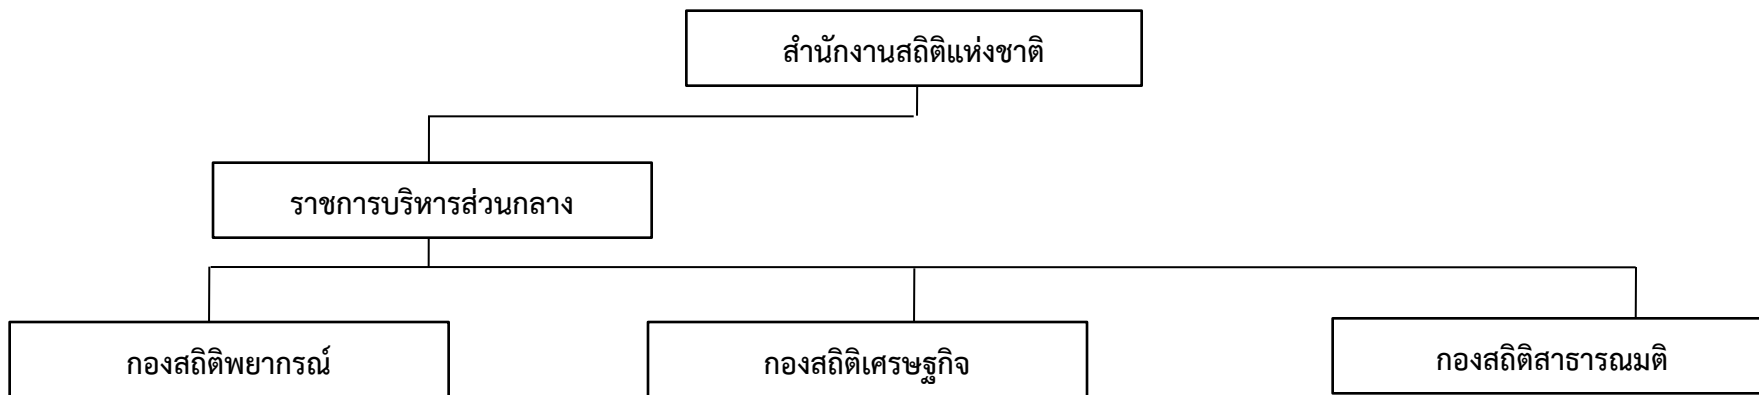 สำนักงานสถิติแห่งชาติ
ราชการบริหารส่วนกลาง
กองสถิติพยากรณ์
กองสถิติเศรษฐกิจ
กองสถิติสาธารณมติ